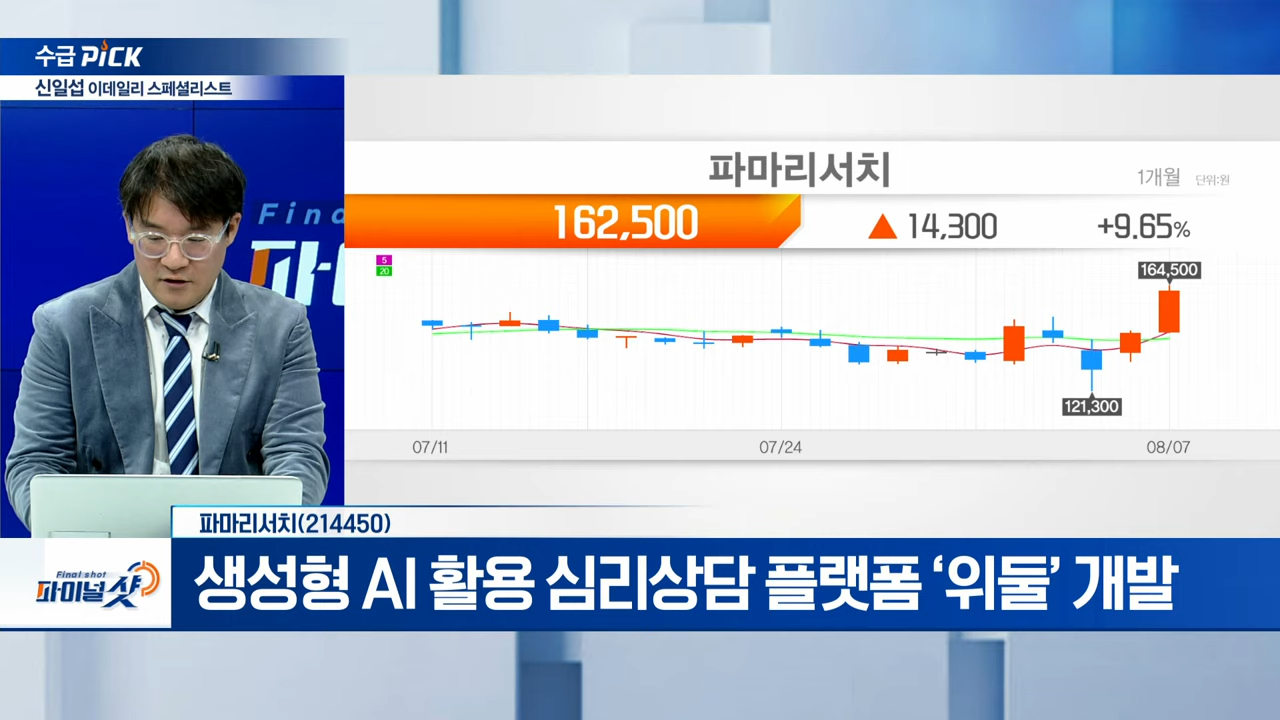 수급 PiCK
신일섭 이데일리 스페셜리스트
Fina
파이
파마리서치
1개월 단위:원
162,500 ▲ 14,300 +9.65%
5
20
164,500
121,300
07/11 07/24 08/07
파마리서치(214450)
Final shot
파이널샷
생성형 AI 활용 심리상담 플랫폼 ‘위둘’ 개발